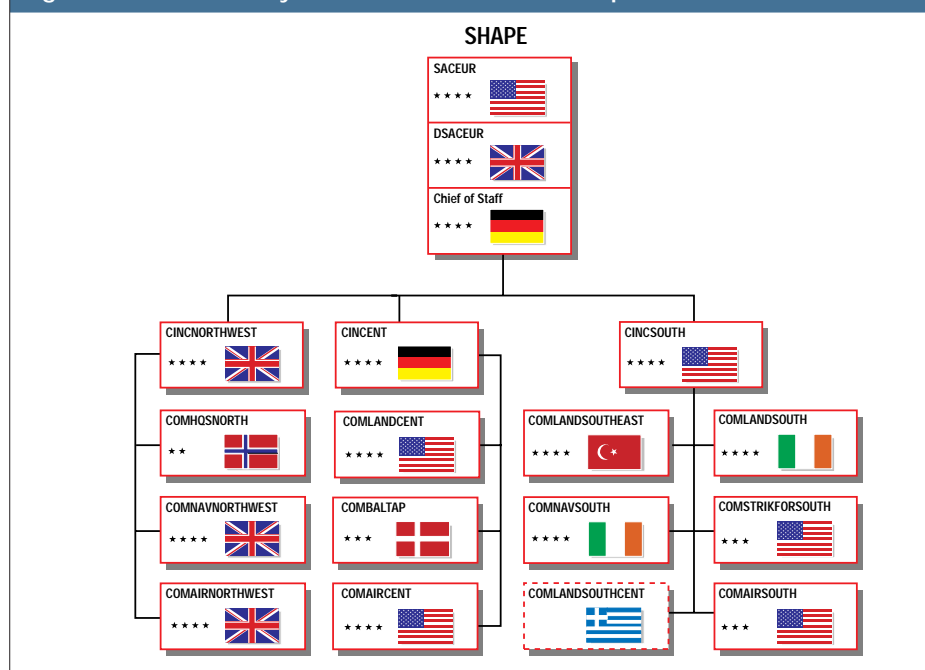 SHAPE
SACEUR
★ ★ ★ ★
DSACEUR
★ ★ ★ ★
Chief of Staff
★ ★ ★ ★
CINCNORTHWEST
★ ★ ★ ★
CINCENT
★ ★ ★ ★
CINCSOUTH
★ ★ ★ ★
COMHQSNORTH
★ ★
COMLANDCENT
★ ★ ★ ★
COMLANDSOUTHEAST
★ ★ ★ ★
COMLANDSOUTH
★ ★ ★ ★
COMNAVNORTHWEST
★ ★ ★ ★
COMBALTAP
★ ★ ★
COMNAVSOUTH
★ ★ ★ ★
COMSTRIKFORSOUTH
★ ★ ★
COMAIRNORTHWEST
★ ★ ★ ★
COMAIRCENT
★ ★ ★ ★
COMLANDSOUTHCENT
COMAIRSOUTH
★ ★ ★